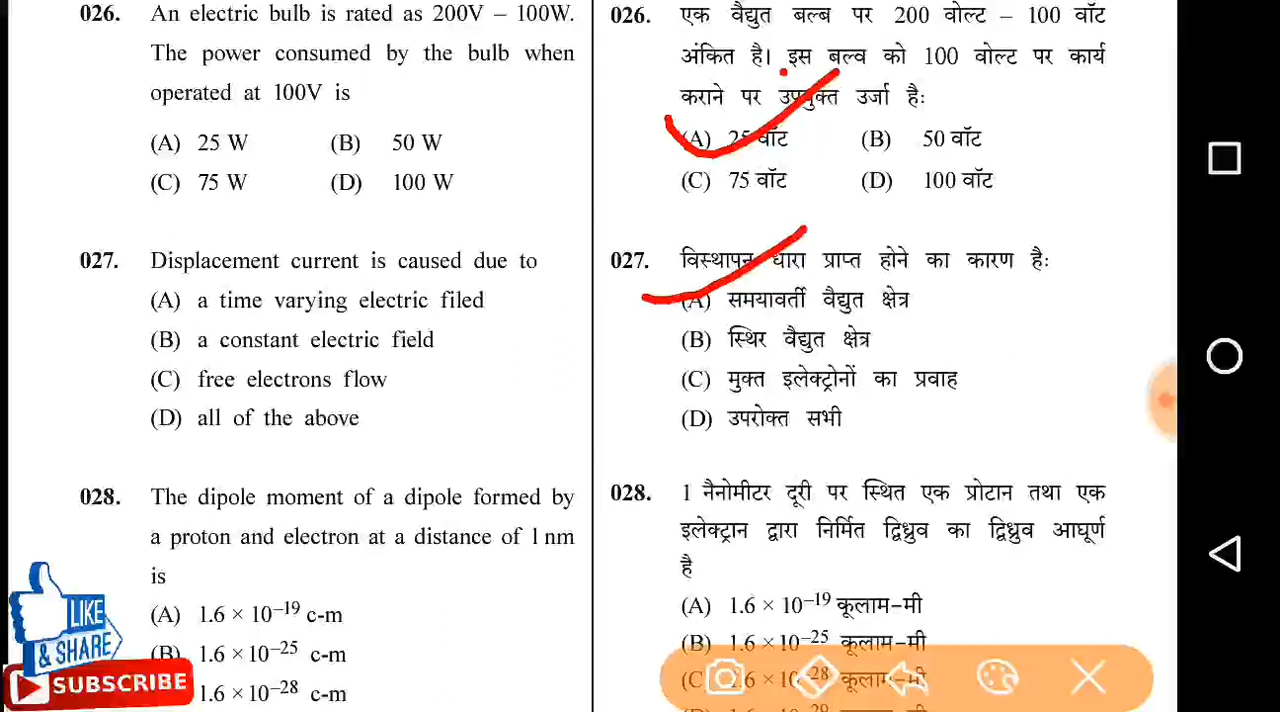 026. An electric bulb is rated as 200V – 100W.
The power consumed by the bulb when
operated at 100V is
(A) 25 W (B) 50 W
(C) 75 W (D) 100 W
027. Displacement current is caused due to
(A) a time varying electric filed
(B) a constant electric field
(C) free electrons flow
(D) all of the above
028. The dipole moment of a dipole formed by
a proton and electron at a distance of 1 nm
is
(A) 1.6 × 10⁻¹⁹ c-m
(B) 1.6 × 10⁻²⁵ c-m
1.6 × 10⁻²⁸ c-m
LIKE
& SHARE
SUBSCRIBE
026. एक वैद्युत बल्ब पर 200 वोल्ट – 100 वॉट
अंकित है। इस बल्व को 100 वोल्ट पर कार्य
कराने पर उपयुक्त उर्जा है:
(A) 25 वॉट (B) 50 वॉट
(C) 75 वॉट (D) 100 वॉट
027. विस्थापन धारा प्राप्त होने का कारण है:
(A) समयावर्ती वैद्युत क्षेत्र
(B) स्थिर वैद्युत क्षेत्र
(C) मुक्त इलेक्ट्रोनों का प्रवाह
(D) उपरोक्त सभी
028. 1 नैनोमीटर दूरी पर स्थित एक प्रोटान तथा एक
इलेक्ट्रान द्वारा निर्मित द्विध्रुव का द्विध्रुव आघूर्ण
है
(A) 1.6 × 10⁻¹⁹ कूलाम-मी
(B) 1.6 × 10⁻²⁵ कूलाम-मी
(C) 1.6 × 10⁻²⁸ कूलाम-मी